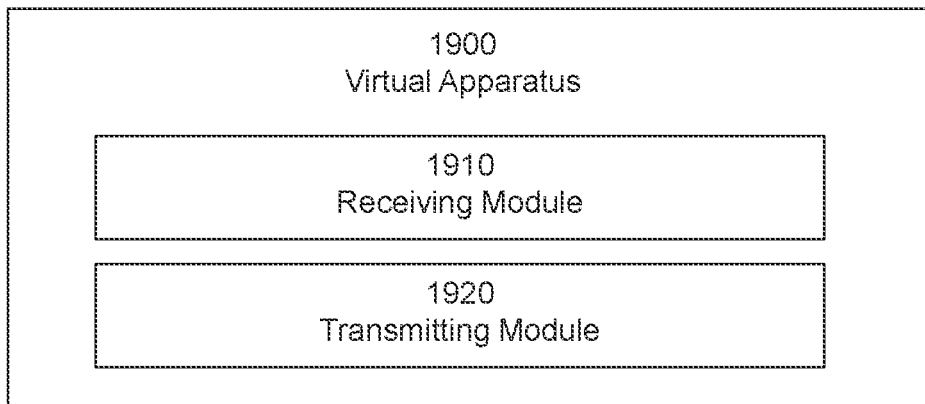 1900
Virtual Apparatus
1910
Receiving Module
1920
Transmitting Module